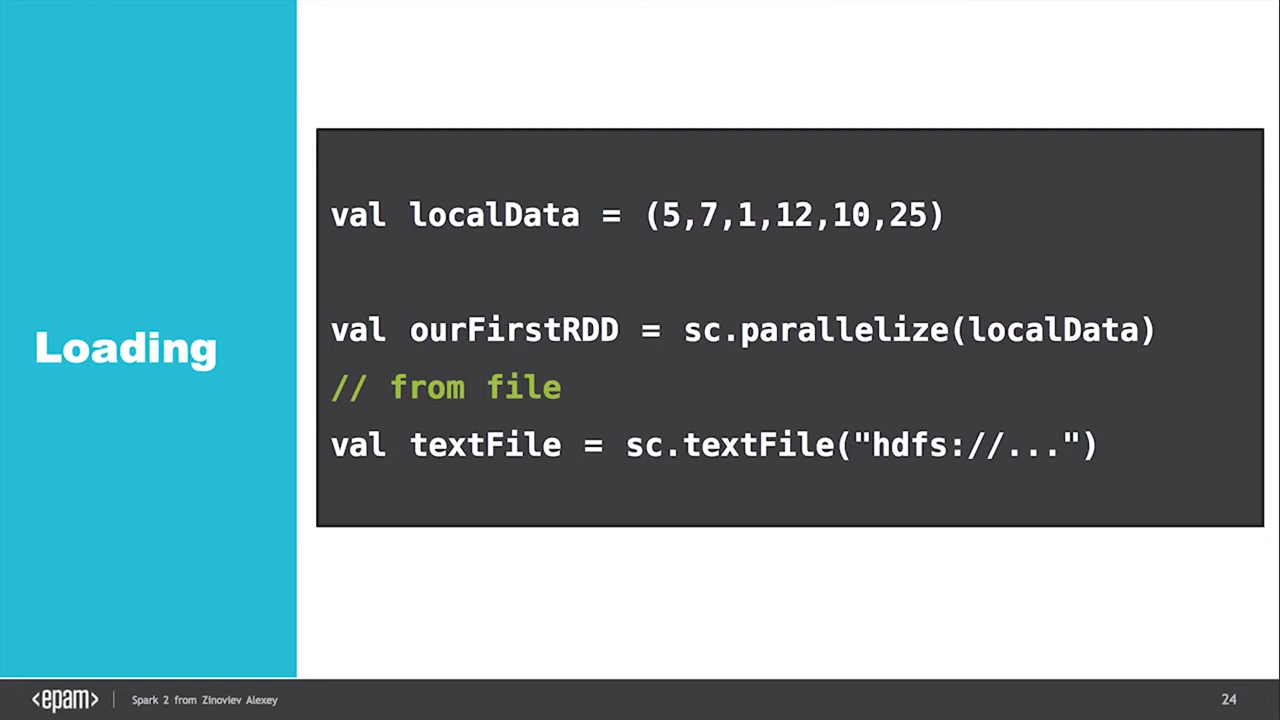 Loading
val localData = (5,7,1,12,10,25)
val ourFirstRDD = sc.parallelize(localData)
// from file
val textFile = sc.textFile("hdfs://...")
<epam>
Spark 2 from Zinoviev Alexey
24